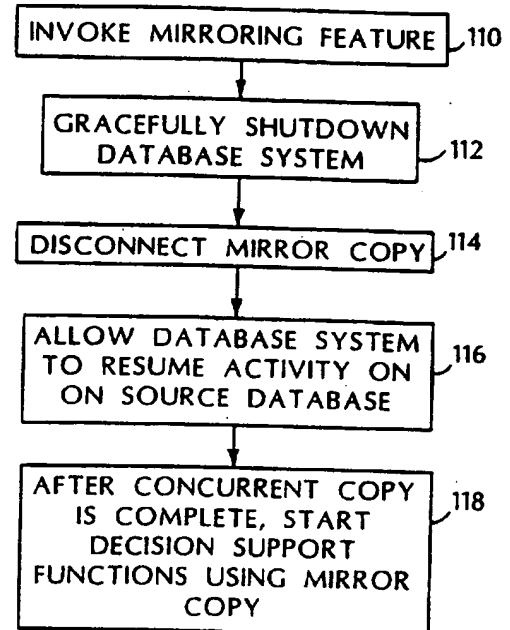 INVOKE MIRRORING FEATURE
110
GRACEFULLY SHUTDOWN
DATABASE SYSTEM
112
DISCONNECT MIRROR COPY
114
ALLOW DATABASE SYSTEM
TO RESUME ACTIVITY ON
ON SOURCE DATABASE
116
AFTER CONCURRENT COPY
IS COMPLETE, START
DECISION SUPPORT
FUNCTIONS USING MIRROR
COPY
118